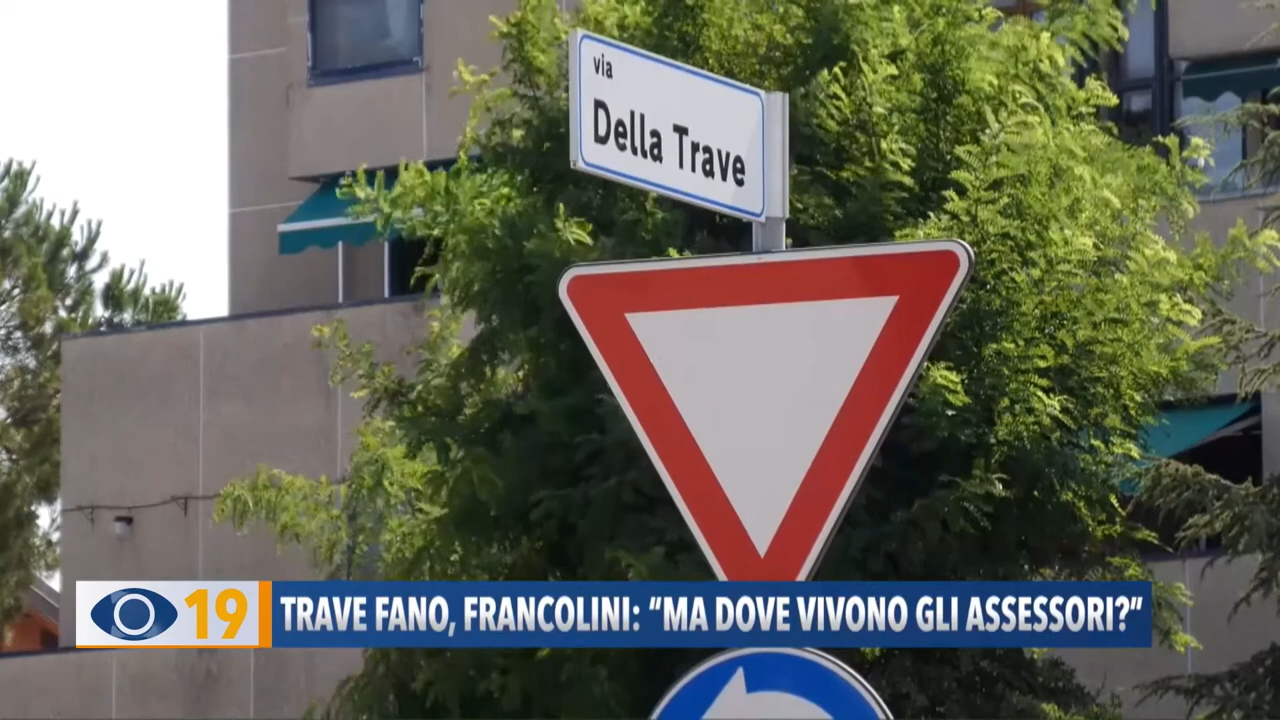 via
Della Trave
19
TRAVE FANO, FRANCOLINI: “MA DOVE VIVONO GLI ASSESSORI?”